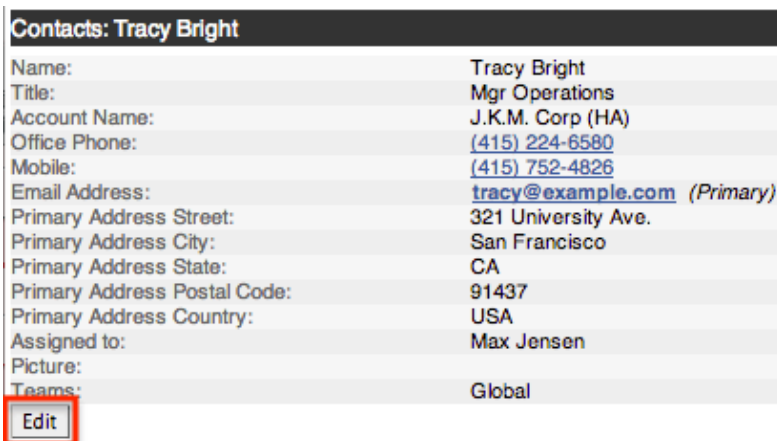 Contacts: Tracy Bright
Name: Tracy Bright
Title: Mgr Operations
Account Name: J.K.M. Corp (HA)
Office Phone: (415) 224-6580
Mobile: (415) 752-4826
Email Address: tracy@example.com (Primary)
Primary Address Street: 321 University Ave.
Primary Address City: San Francisco
Primary Address State: CA
Primary Address Postal Code: 91437
Primary Address Country: USA
Assigned to: Max Jensen
Picture:
Teams: Global
Edit